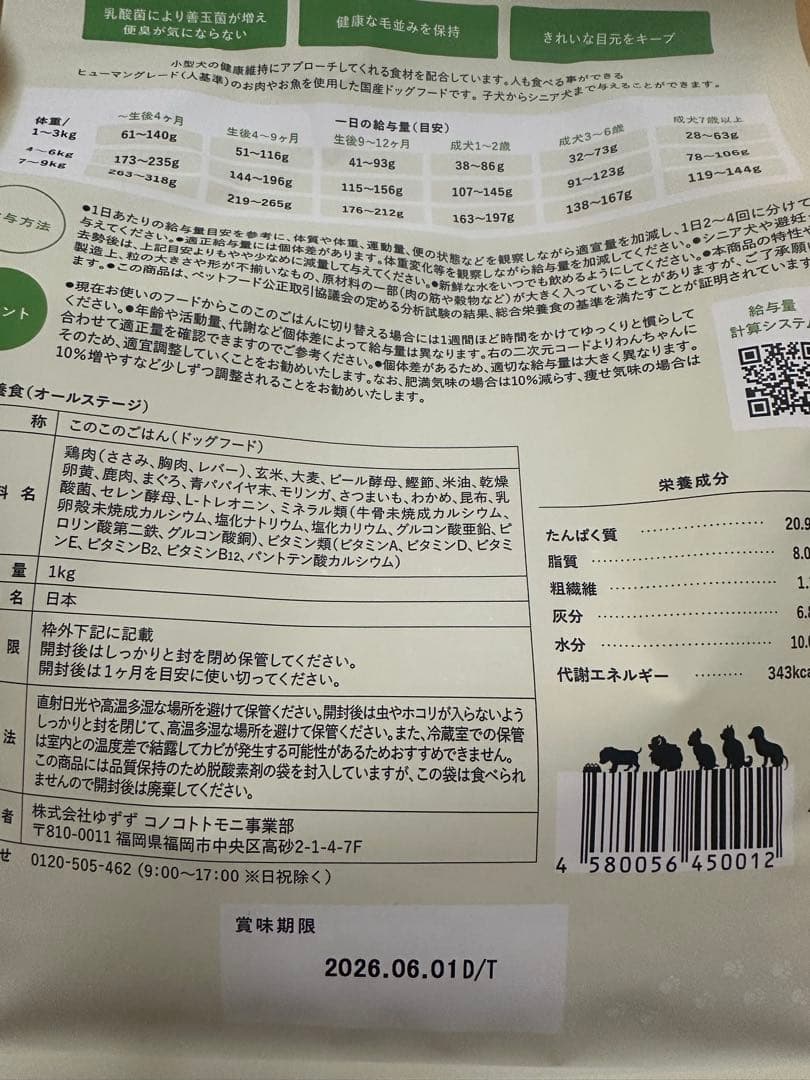 乳酸菌により善玉菌が増え
便臭が気にならない
健康な毛並みを保持
きれいな目元をキープ
小型犬の健康維持にアプローチしてくれる食材を配合しています。人も食べる事ができる
ヒューマングレード(人基準)のお肉やお魚を使用した国産ドッグフードです。子犬からシニア犬まで与えることができます。
一日の給与量(目安)
体重/ ～生後4ヶ月 生後4～9ヶ月 生後9～12ヶ月 成犬1～2歳 成犬3～6歳 成犬7歳以上
1～3kg 61～140g 51～116g 41～93g 38～86g 32～73g 28～63g
4～6kg 173～235g 144～196g 115～156g 107～145g 91～123g 78～106g
7～9kg 263～318g 219～265g 176～212g 163～197g 138～167g 119～144g
与方法
●1日あたりの給与量目安を参考に、体質や体重、運動量、便の状態などを観察しながら適宜量を加減し、1日2～4回に分けて
与えてください。●適正給与量には個体差があります。体重変化等を観察しながら給与量を加減してください。●シニア犬や避妊
去勢後は、上記目安よりもやや少なめに減量して与えてください。●新鮮な水をいつでも飲めるようにしてください。●本商品の特性や
製造上、粒の大きさや形が不揃いなもの、原材料の一部(肉の筋や穀物など)が大きく入っていることがありますが、ご了承願い
ます。●この商品は、ペットフード公正取引協議会の定める分析試験の結果、総合栄養食の基準を満たすことが証明されています
ント
●現在お使いのフードからこのこのごはんに切り替える場合には1週間ほど時間をかけてゆっくりと慣らして
ください。●年齢や活動量、代謝など個体差によって給与量は異なります。右の二次元コードよりわんちゃんに
合わせて適正量を確認できますのでご参考ください。●個体差があるため、適切な給与量は大きく異なります。
そのため、適宜調整していくことをお勧めいたします。なお、肥満気味の場合は10%減らす、痩せ気味の場合は
10%増やすなど少しずつ調整されることをお勧めいたします。
給与量
計算システム
養食(オールステージ)
称 このこのごはん(ドッグフード)
料名 鶏肉(ささみ、胸肉、レバー)、玄米、大麦、ビール酵母、鰹節、米油、乾燥
卵黄、鹿肉、まぐろ、青パパイヤ末、モリンガ、さつまいも、わかめ、昆布、乳
酸菌、セレン酵母、L-トレオニン、ミネラル類(牛骨未焼成カルシウム、
卵殻未焼成カルシウム、塩化ナトリウム、塩化カリウム、グルコン酸亜鉛、ピ
ロリン酸第二鉄、グルコン酸銅)、ビタミン類(ビタミンA、ビタミンD、ビタミ
ンE、ビタミンB2、ビタミンB12、パントテン酸カルシウム)
量 1kg
名 日本
限 枠外下記に記載
開封後はしっかりと封を閉め保管してください。
開封後は1ヶ月を目安に使い切ってください。
法 直射日光や高温多湿な場所を避けて保管ください。開封後は虫やホコリが入らないよう
しっかりと封を閉じて、高温多湿な場所を避けて保管ください。また、冷蔵室での保管
は室内との温度差で結露してカビが発生する可能性があるためおすすめできません。
この商品には品質保持のため脱酸素剤の袋を封入していますが、この袋は食べられ
ませんので開封後は廃棄してください。
者 株式会社ゆずず コノコトトモニ事業部
〒810-0011 福岡県福岡市中央区高砂2-1-4-7F
せ 0120-505-462 (9:00～17:00 ※日祝除く)
栄養成分
たんぱく質 20.9
脂質 8.0
粗繊維 1.
灰分 6.8
水分 10.0
代謝エネルギー 343kca
4 580056 450012
賞味期限
2026.06.01D/T